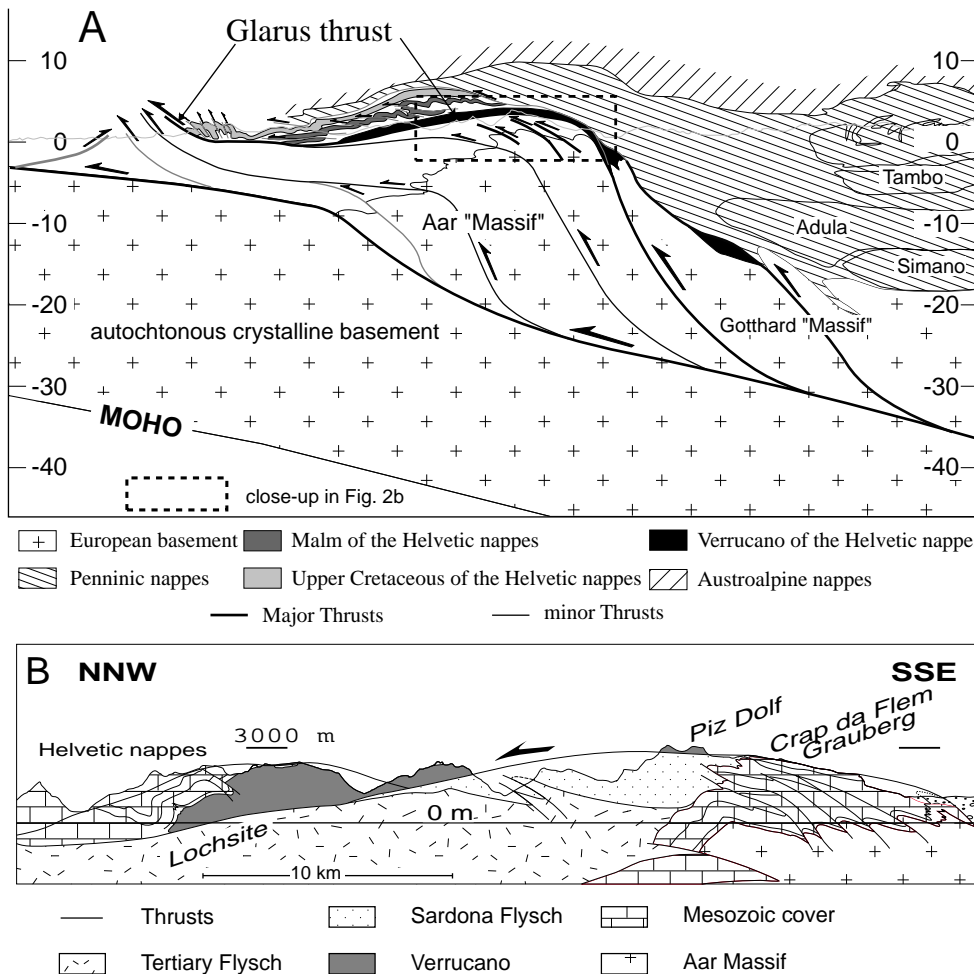 A
Glarus thrust
10
10
0
0
Tambo
Aar "Massif"
Adula
-10
-10
Simano
-20
-20
Gotthard "Massif"
autochtonous crystalline basement
-30
-30
MOHO
-40
-40
close-up in Fig. 2b
European basement
Malm of the Helvetic nappes
Verrucano of the Helvetic nappe
Penninic nappes
Upper Cretaceous of the Helvetic nappes
Austroalpine nappes
Major Thrusts
minor Thrusts
B
NNW
SSE
Piz Dolf
Crap da Flem
Grauberg
3000 m
Helvetic nappes
0 m
Lochsite
10 km
Thrusts
Sardona Flysch
Mesozoic cover
Tertiary Flysch
Verrucano
Aar Massif